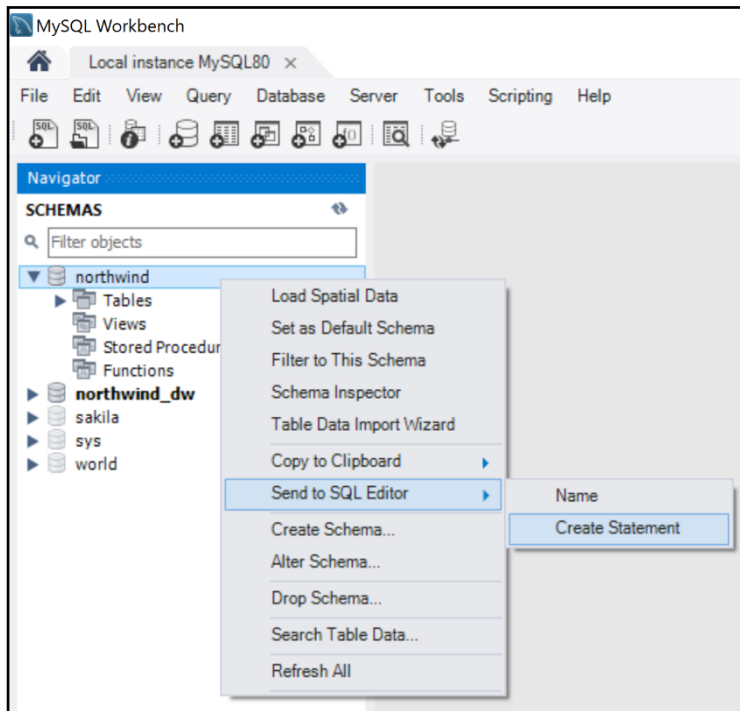 MySQL Workbench
Local instance MySQL80 ×
File Edit View Query Database Server Tools Scripting Help
SQL SQL
Navigator
SCHEMAS
Filter objects
northwind
Tables
Views
Stored Procedur
Functions
northwind_dw
sakila
sys
world
Load Spatial Data
Set as Default Schema
Filter to This Schema
Schema Inspector
Table Data Import Wizard
Copy to Clipboard
Send to SQL Editor
Create Schema...
Alter Schema...
Drop Schema...
Search Table Data...
Refresh All
Name
Create Statement